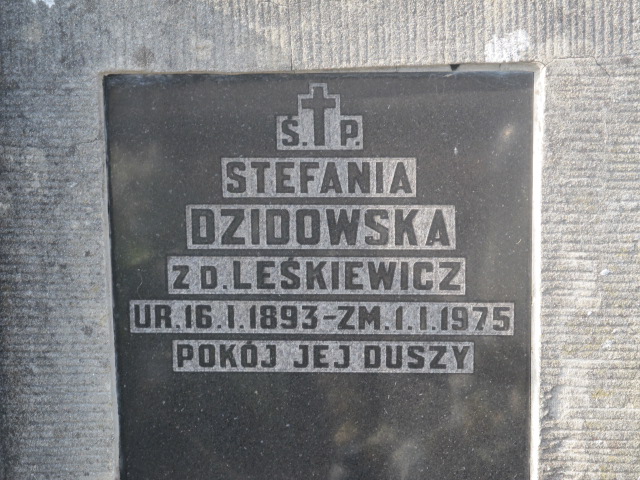 Ś. P.
STEFANIA
DZIDOWSKA
Z D. LEŚKIEWICZ
UR.16.I.1893-ZM.1.I.1975
POKÓJ JEJ DUSZY